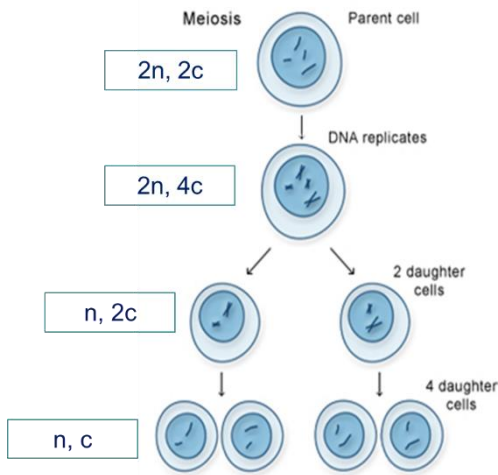 Meiosis
Parent cell
2n, 2c
DNA replicates
2n, 4c
2 daughter
cells
n, 2c
4 daughter
cells
n, c